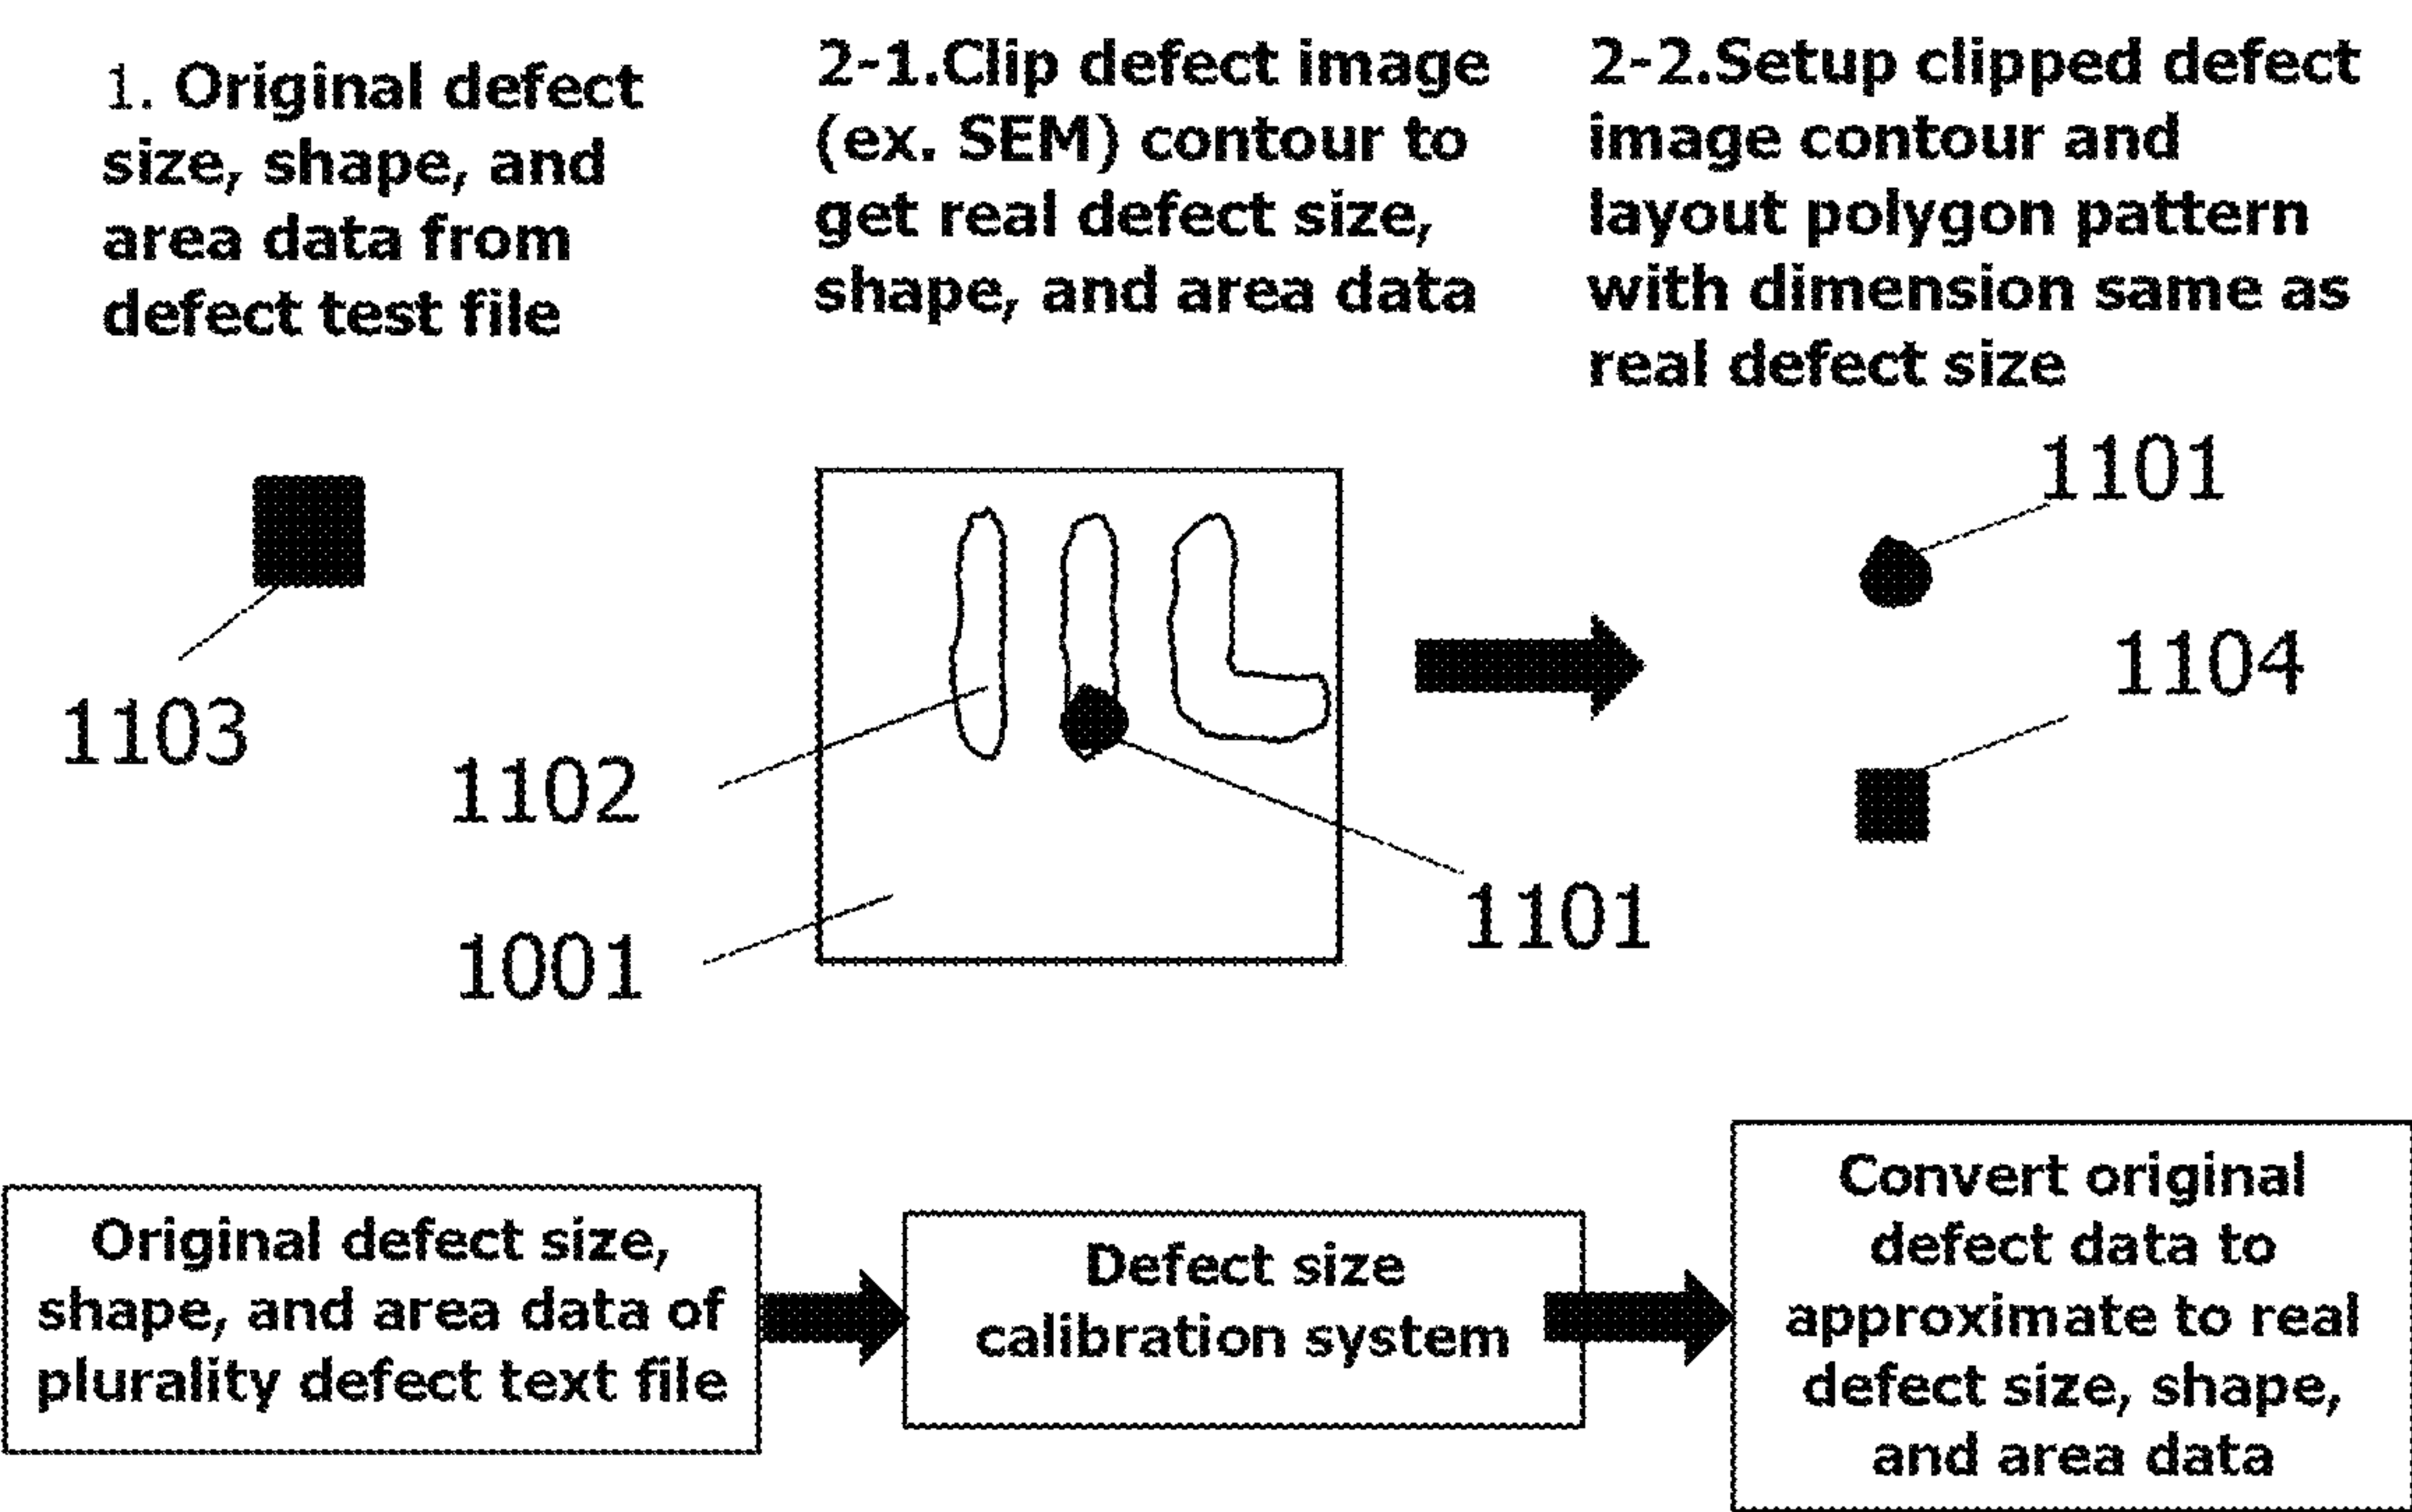 1. Original defect
size, shape, and
area data from
defect test file
2-1.Clip defect image
(ex. SEM) contour to
get real defect size,
shape, and area data
2-2.Setup clipped defect
image contour and
layout polygon pattern
with dimension same as
real defect size
1101
1104
1103
1102
1101
1001
Original defect size,
shape, and area data of
plurality defect text file
Defect size
calibration system
Convert original
defect data to
approximate to real
defect size, shape,
and area data